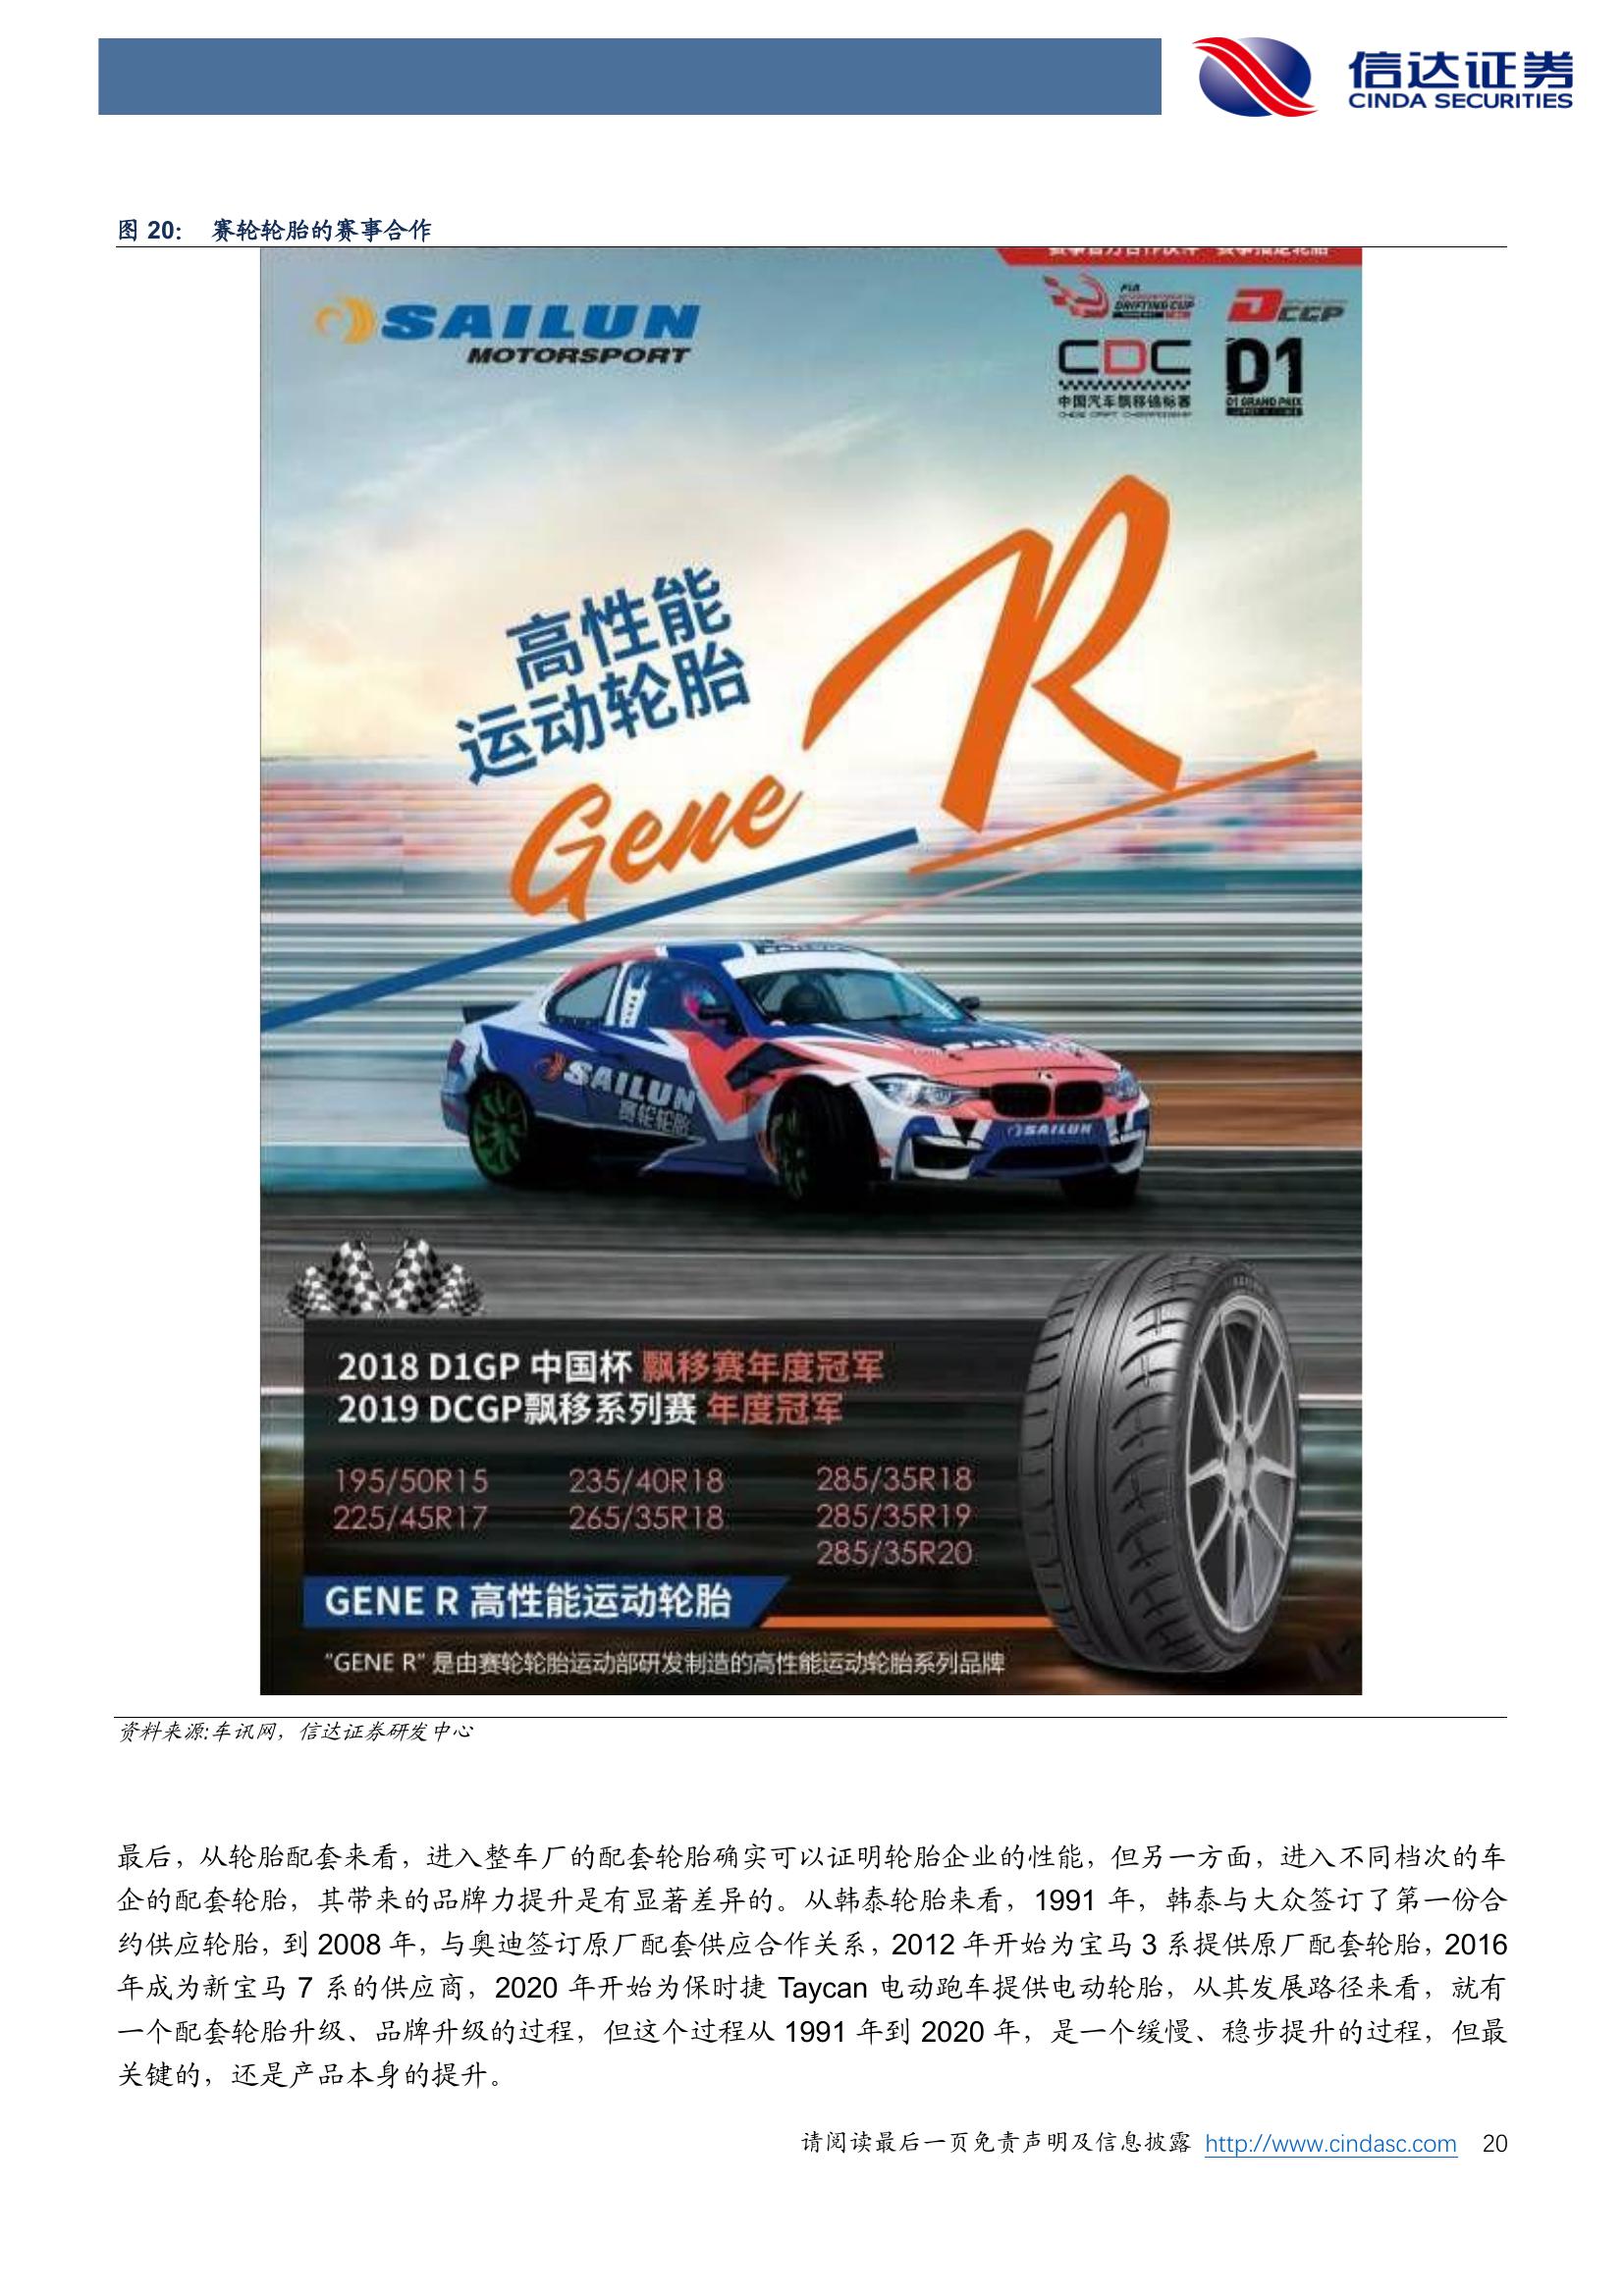 信达证券
CINDA SECURITIES
图 20: 赛轮轮胎的赛事合作
SAILUN
MOTORSPORT
FIA
DRIFTING CUP
DCGP
CDC
中国汽车飘移锦标赛
D1
D1 GRAND PRIX
高性能
运动轮胎
Gene R
SAILUN
赛轮轮胎
SAILUN
2018 D1GP 中国杯 飘移赛年度冠军
2019 DCGP飘移系列赛 年度冠军
195/50R15 235/40R18 285/35R18
225/45R17 265/35R18 285/35R19
285/35R20
GENE R 高性能运动轮胎
“GENE R” 是由赛轮轮胎运动部研发制造的高性能运动轮胎系列品牌
资料来源:车讯网，信达证券研发中心
最后，从轮胎配套来看，进入整车厂的配套轮胎确实可以证明轮胎企业的性能，但另一方面，进入不同档次的车
企的配套轮胎，其带来的品牌力提升是有显著差异的。从韩泰轮胎来看，1991 年，韩泰与大众签订了第一份合
约供应轮胎，到 2008 年，与奥迪签订原厂配套供应合作关系，2012 年开始为宝马 3 系提供原厂配套轮胎，2016
年成为新宝马 7 系的供应商，2020 年开始为保时捷 Taycan 电动跑车提供电动轮胎，从其发展路径来看，就有
一个配套轮胎升级、品牌升级的过程，但这个过程从 1991 年到 2020 年，是一个缓慢、稳步提升的过程，但最
关键的，还是产品本身的提升。
请阅读最后一页免责声明及信息披露 http://www.cindasc.com 20